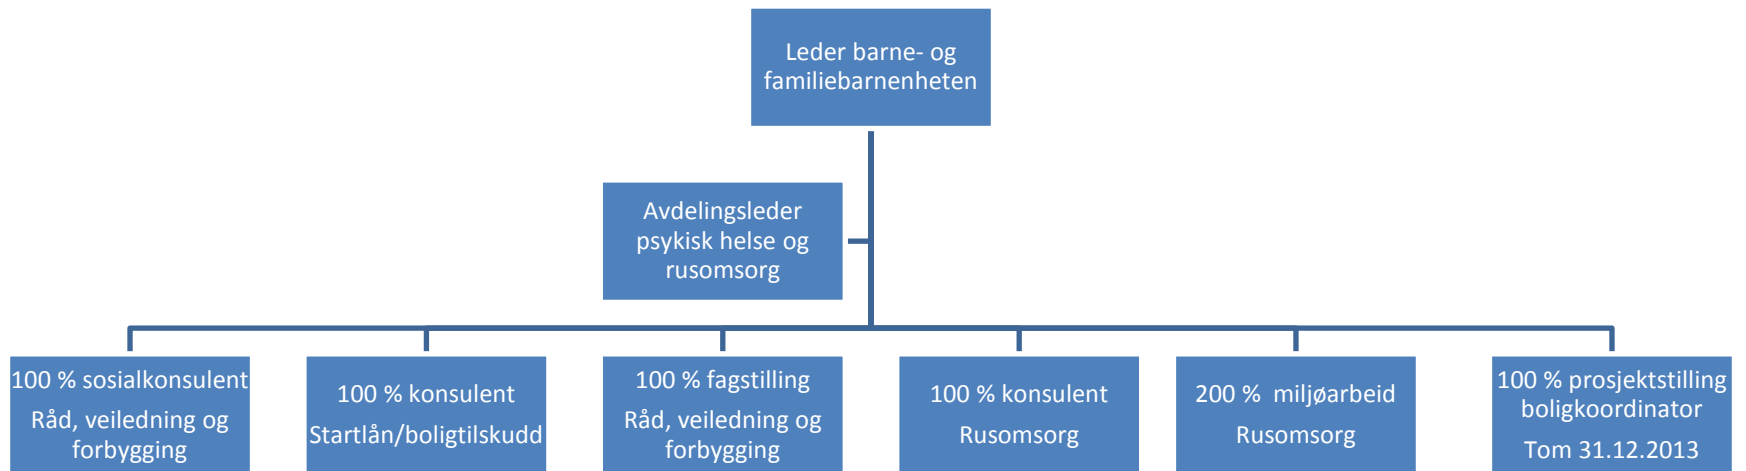 Leder barne- og
familiebarnenheten
Avdelingsleder
psykisk helse og
rusomsorg
100 % sosialkonsulent
Råd, veiledning og
forbygging
100 % konsulent
Startlån/boligtilskudd
100 % fagstilling
Råd, veiledning og
forbygging
100 % konsulent
Rusomsorg
200 %  miljøarbeid
Rusomsorg
100 % prosjektstilling
boligkoordinator
Tom 31.12.2013